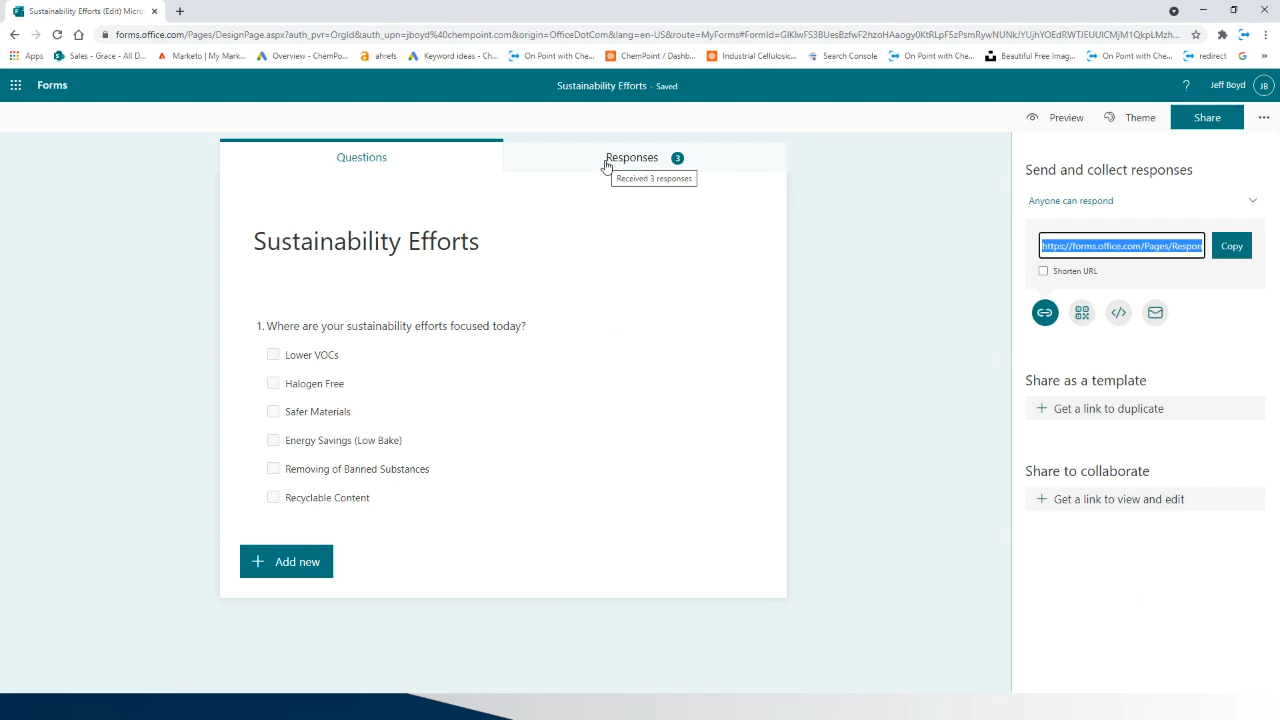 Sustainability Efforts (Edit) Micro
forms.office.com/Pages/DesignPage.aspx?auth_pvr=OrgId&auth_upn=jboyd%40chempoint.com&origin=OfficeDotCom&lang=en-US&route=MyForms#FormId=
Apps Sales - Grace - All D... Marketo | My Mark... Overview - ChemPo... ahrefs Keyword ideas - Ch... On Point with Che... ChemPoint / Dashb... Industrial Cellulosic... Search Console On Point with Che... Beautiful Free Imag... On Point with Che... redirect »
Forms Sustainability Efforts - Saved ? Jeff Boyd JB
Preview Theme Share ...
Questions Responses 3
Received 3 responses
Sustainability Efforts
1. Where are your sustainability efforts focused today?
Lower VOCs
Halogen Free
Safer Materials
Energy Savings (Low Bake)
Removing of Banned Substances
Recyclable Content
+ Add new
Send and collect responses
Anyone can respond
https://forms.office.com/Pages/Respon Copy
Shorten URL
Share as a template
+ Get a link to duplicate
Share to collaborate
+ Get a link to view and edit